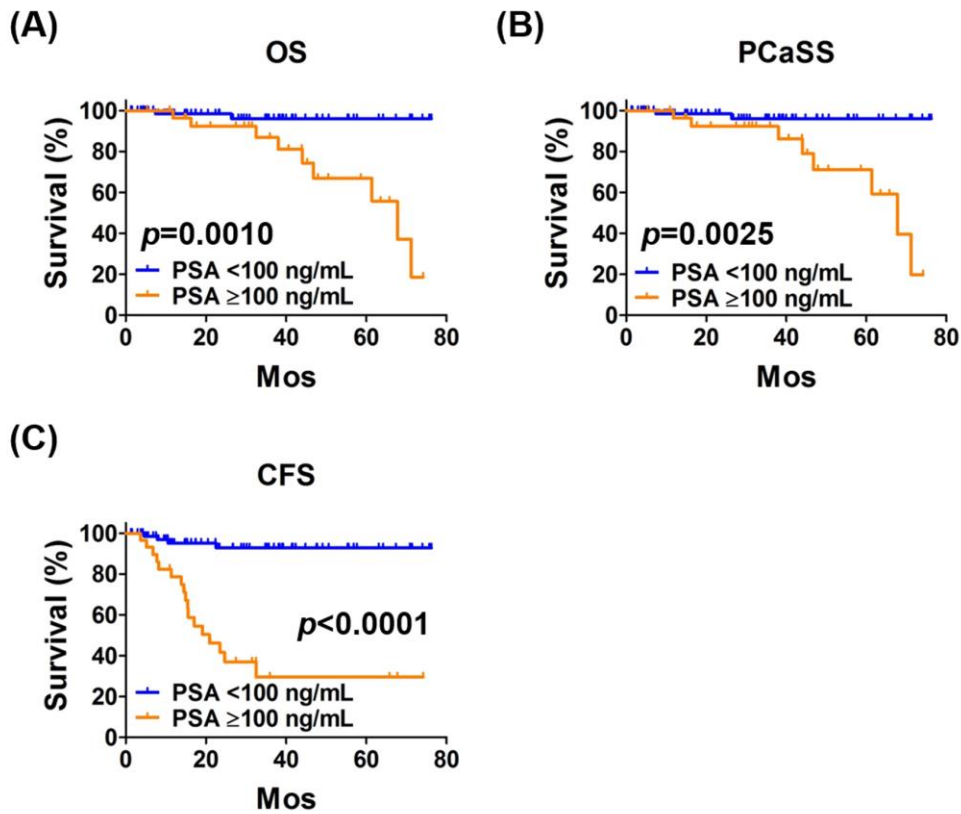 (A)
OS
Survival (%)
100
80
60
40
20
0
p=0.0010
PSA <100 ng/mL
PSA ≥100 ng/mL
0 20 40 60 80
Mos
(B)
PCaSS
Survival (%)
100
80
60
40
20
0
p=0.0025
PSA <100 ng/mL
PSA ≥100 ng/mL
0 20 40 60 80
Mos
(C)
CFS
Survival (%)
100
80
60
40
20
0
p<0.0001
PSA <100 ng/mL
PSA ≥100 ng/mL
0 20 40 60 80
Mos